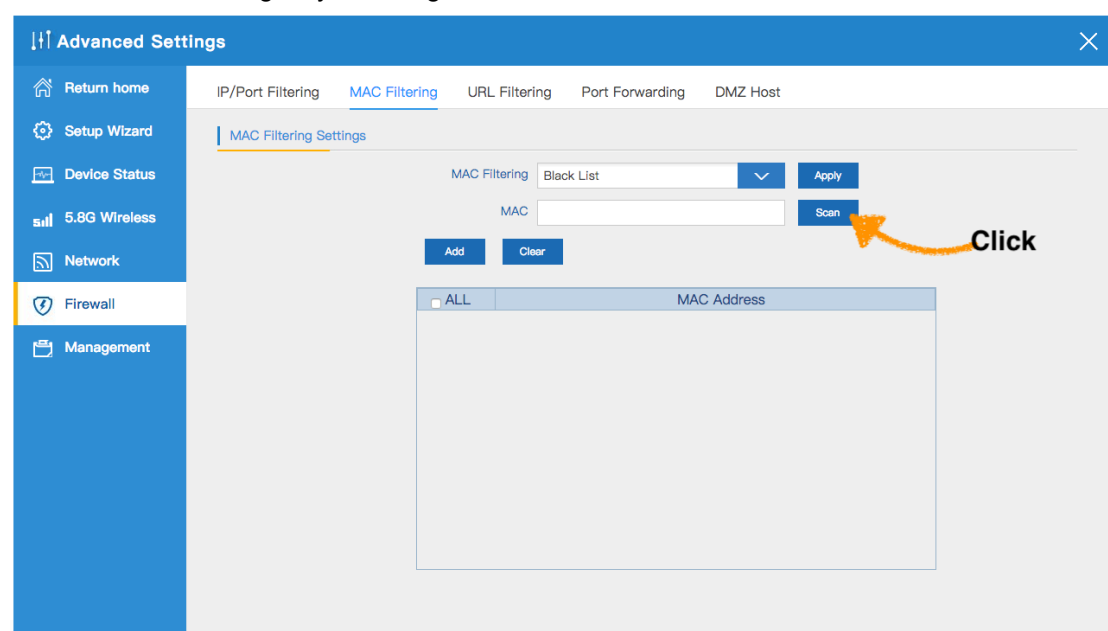 Advanced Settings
Return home
Setup Wizard
Device Status
5.8G Wireless
Network
Firewall
Management
IP/Port Filtering MAC Filtering URL Filtering Port Forwarding DMZ Host
MAC Filtering Settings
MAC Filtering Black List Apply
MAC Scan
Click
Add Clear
ALL MAC Address